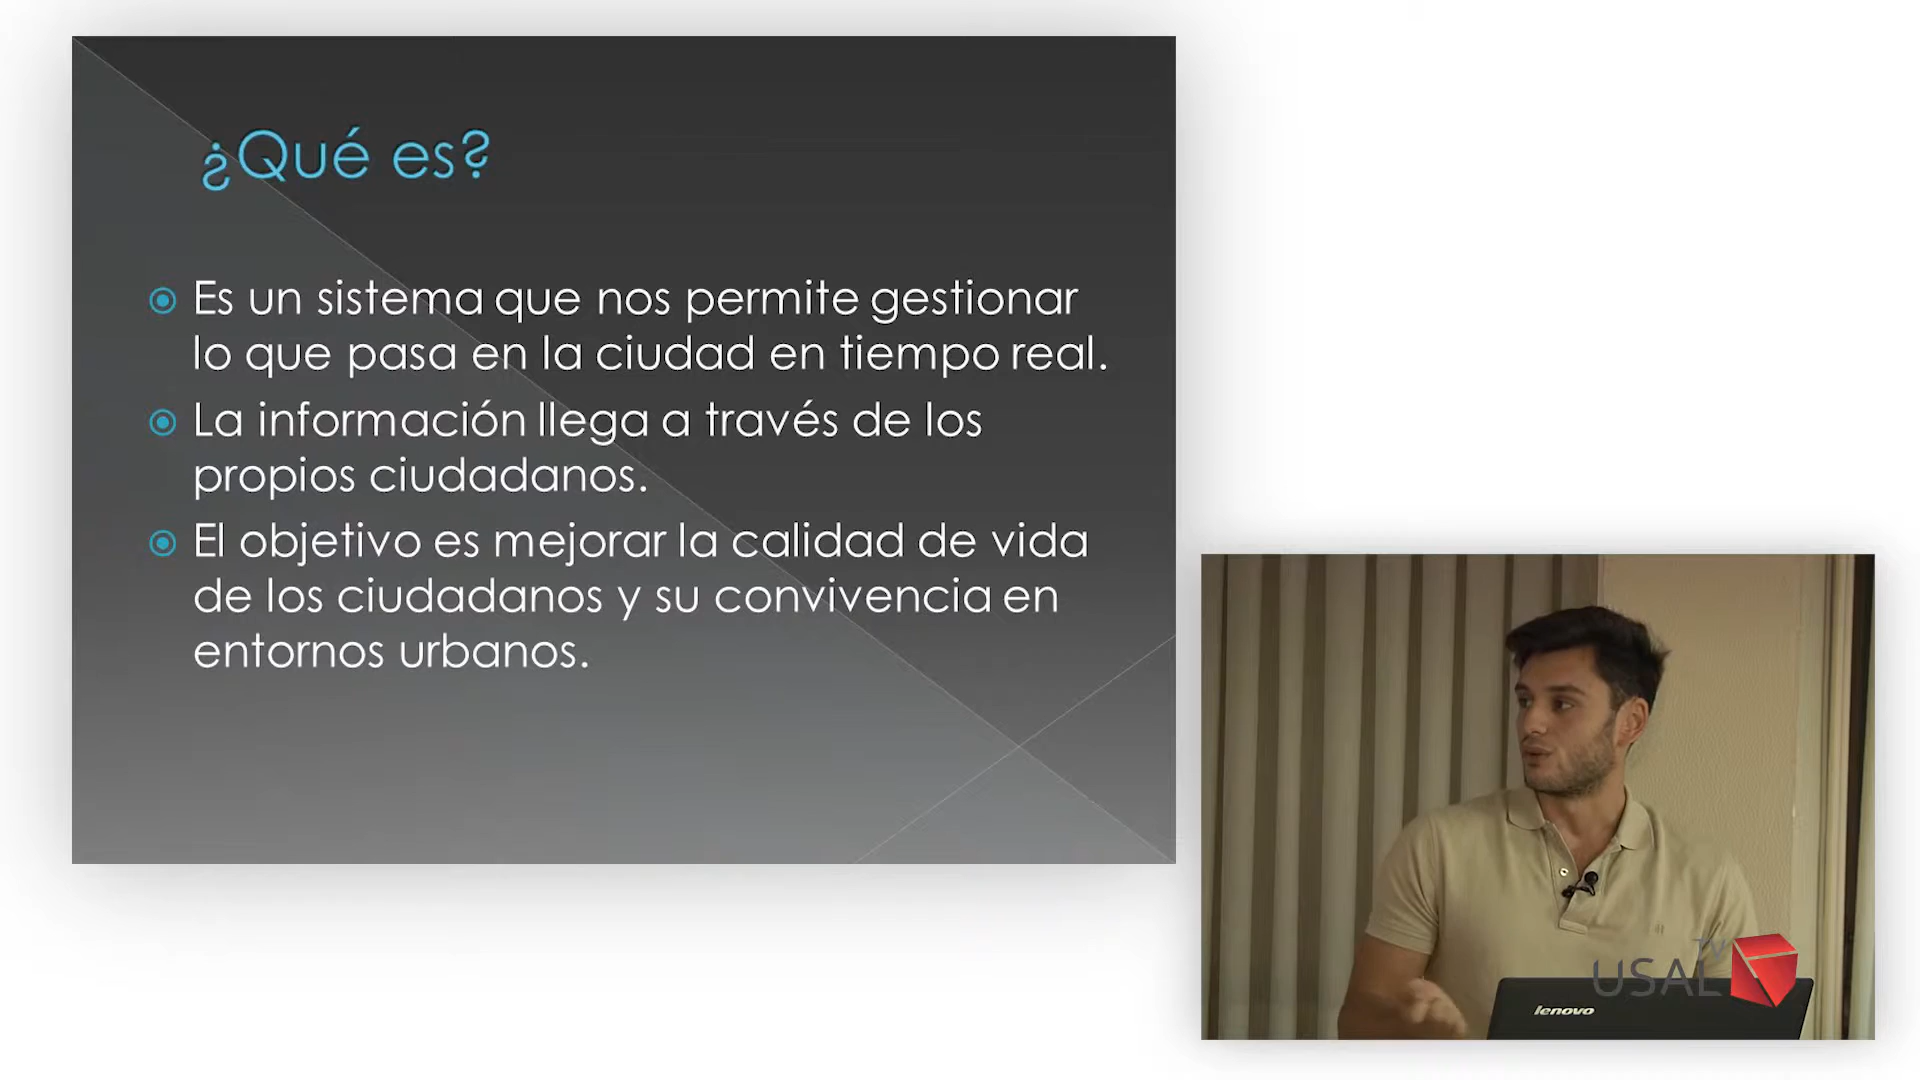 ¿Qué es?
Es un sistema que nos permite gestionar
lo que pasa en la ciudad en tiempo real.
La información llega a través de los
propios ciudadanos.
El objetivo es mejorar la calidad de vida
de los ciudadanos y su convivencia en
entornos urbanos.
TV
USAL
lenovo